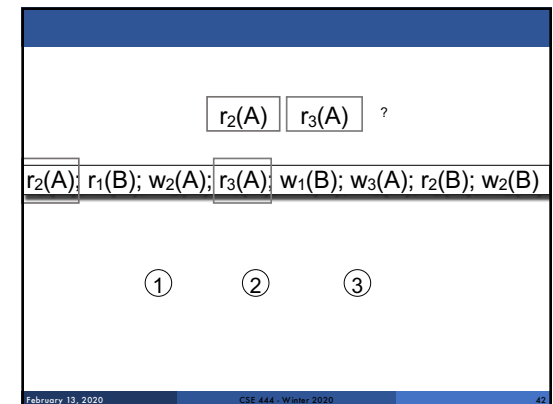 r₂(A) r₃(A) ?
r₂(A); r₁(B); w₂(A); r₃(A); w₁(B); w₃(A); r₂(B); w₂(B)
1 2 3
February 13, 2020 CSE 444 - Winter 2020 42